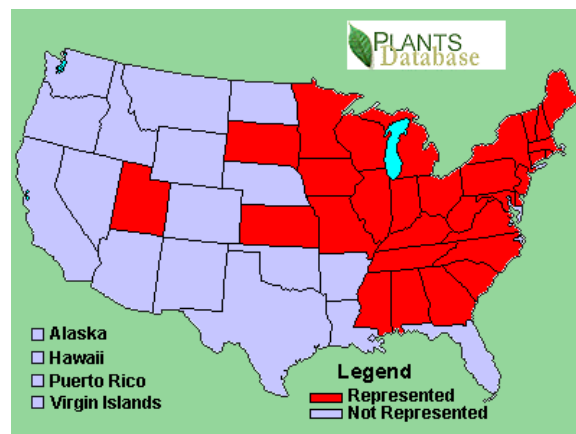 PLANTS
Database
Alaska
Hawaii
Puerto Rico
Virgin Islands
Legend
Represented
Not Represented